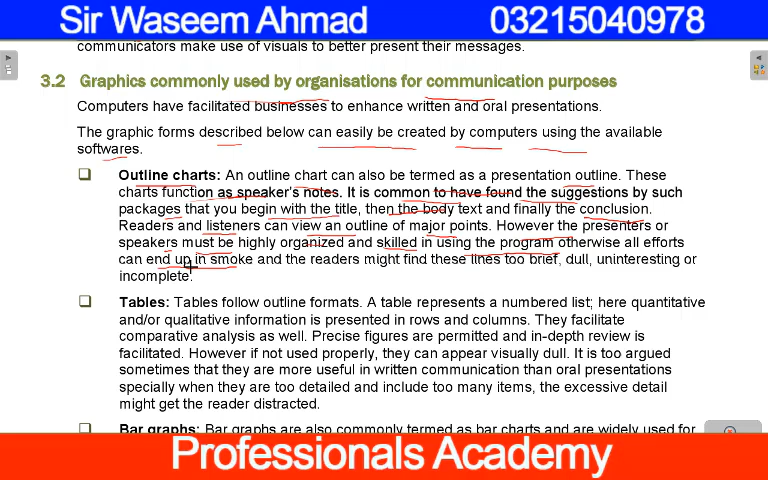 Sir Waseem Ahmad 03215040978
communicators make use of visuals to better present their messages.
3.2 Graphics commonly used by organisations for communication purposes
Computers have facilitated businesses to enhance written and oral presentations.
The graphic forms described below can easily be created by computers using the available
softwares.
Outline charts: An outline chart can also be termed as a presentation outline. These
charts function as speaker's notes. It is common to have found the suggestions by such
packages that you begin with the title, then the body text and finally the conclusion.
Readers and listeners can view an outline of major points. However the presenters or
speakers must be highly organized and skilled in using the program otherwise all efforts
can end up in smoke and the readers might find these lines too brief, dull, uninteresting or
incomplete.
Tables: Tables follow outline formats. A table represents a numbered list; here quantitative
and/or qualitative information is presented in rows and columns. They facilitate
comparative analysis as well. Precise figures are permitted and in-depth review is
facilitated. However if not used properly, they can appear visually dull. It is too argued
sometimes that they are more useful in written communication than oral presentations
specially when they are too detailed and include too many items, the excessive detail
might get the reader distracted.
Bar graphs: Bar graphs are also commonly termed as bar charts and are widely used for
Professionals Academy